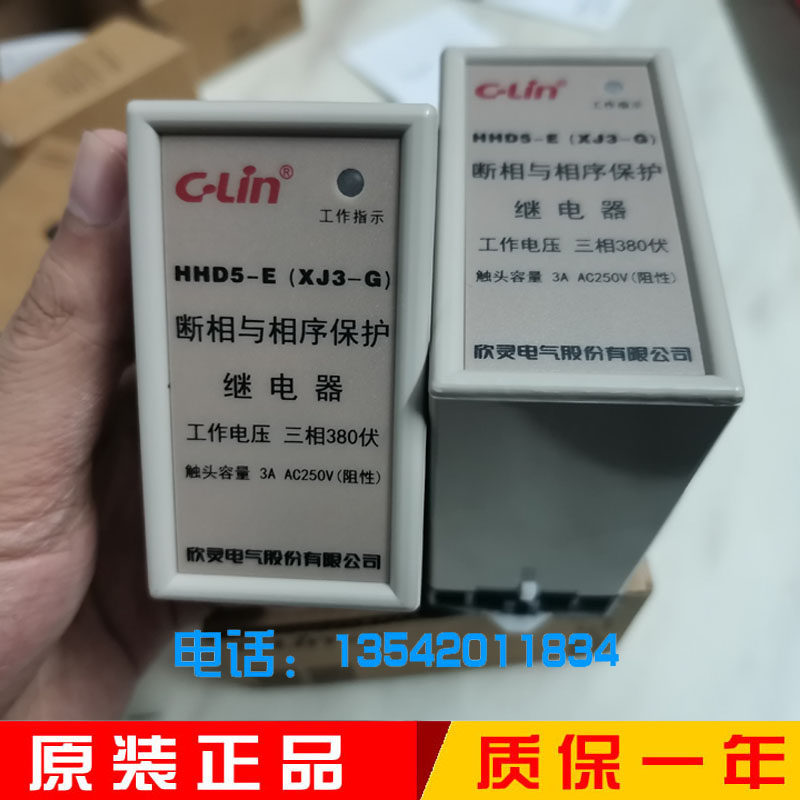 C-Lin®
工作指示
HHD5-E (XJ3-G)
断相与相序保护
继电器
工作电压 三相380伏
触头容量 3A AC250V(阻性)
欣灵电气股份有限公司
C-Lin®
工作指示
HHD5-E (XJ3-G)
断相与相序保护
继电器
工作电压 三相380伏
触头容量 3A AC250V(阻性)
欣灵电气股份有限公司
电话：13542011834
原装正品
质保一年